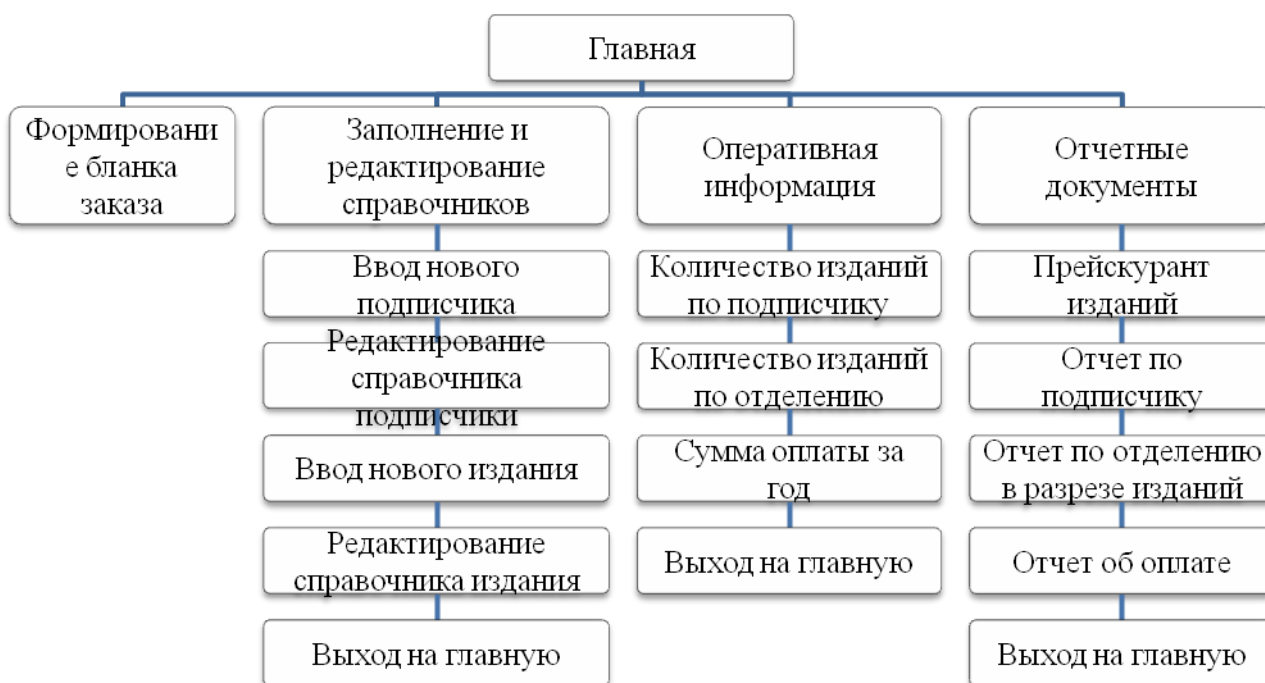 Главная
Формировани
е бланка
заказа
Заполнение и
редактирование
справочников
Оперативная
информация
Отчетные
документы
Ввод нового
подписчика
Редактирование
справочника
подписчики
Ввод нового издания
Редактирование
справочника издания
Выход на главную
Количество изданий
по подписчику
Количество изданий
по отделению
Сумма оплаты за
год
Выход на главную
Прейскурант
изданий
Отчет по
подписчику
Отчет по отделению
в разрезе изданий
Отчет об оплате
Выход на главную